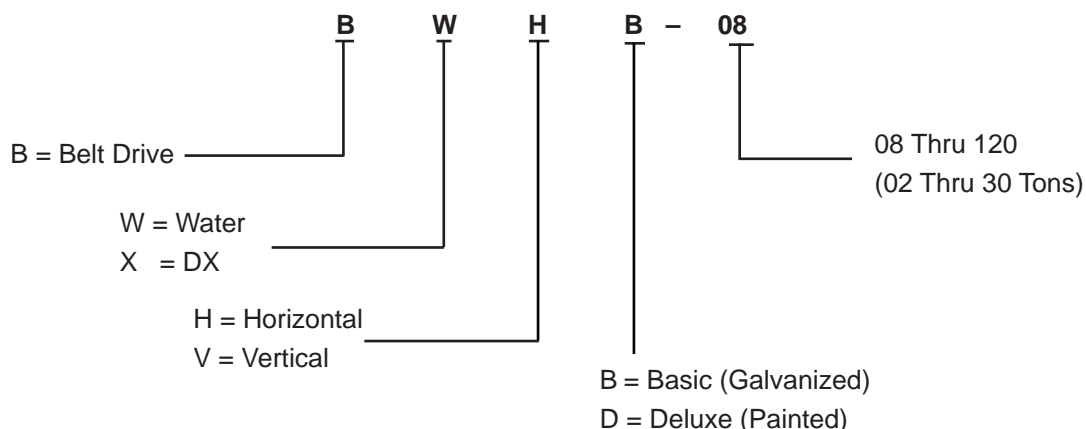 B W H B – 08
B = Belt Drive
08 Thru 120
(02 Thru 30 Tons)
W = Water
X = DX
H = Horizontal
V = Vertical
B = Basic (Galvanized)
D = Deluxe (Painted)